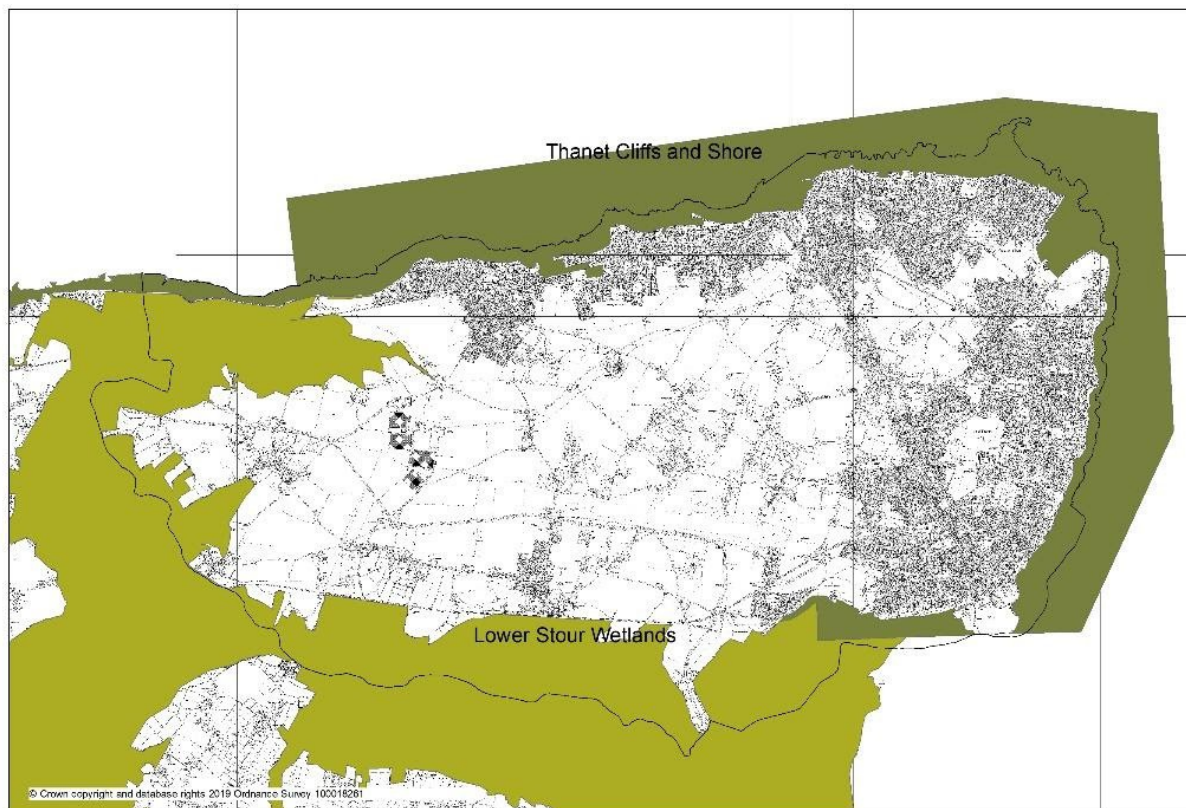 Thanet Cliffs and Shore
Lower Stour Wetlands
© Crown copyright and database rights 2019 Ordnance Survey 100018261